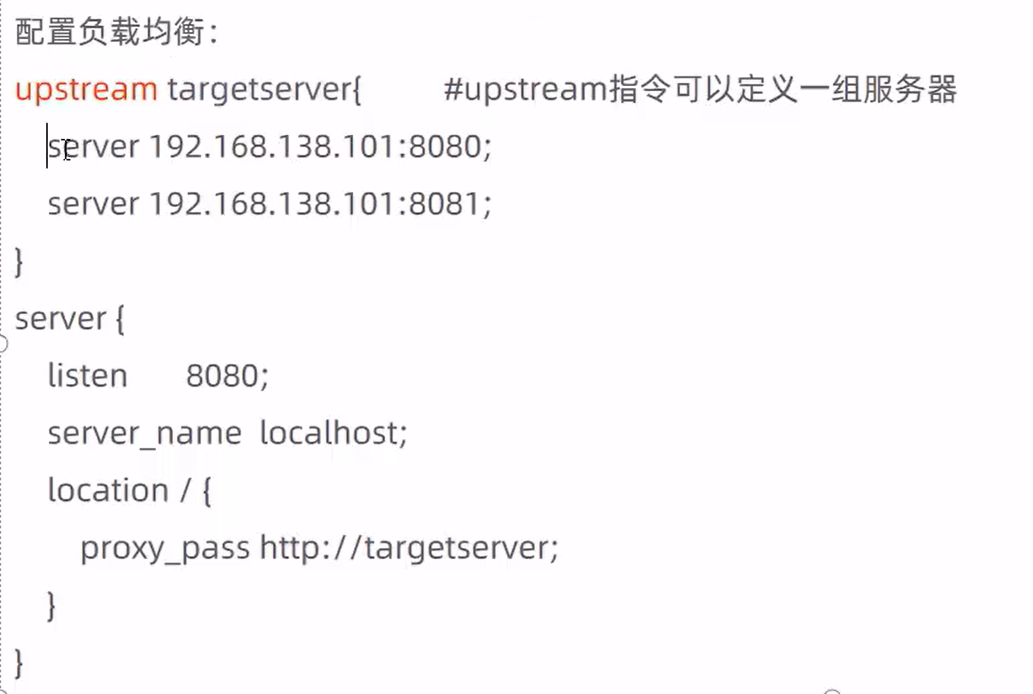 配置负载均衡：
upstream targetserver{ #upstream指令可以定义一组服务器
server 192.168.138.101:8080;
server 192.168.138.101:8081;
}
server {
listen 8080;
server_name localhost;
location / {
proxy_pass http://targetserver;
}
}